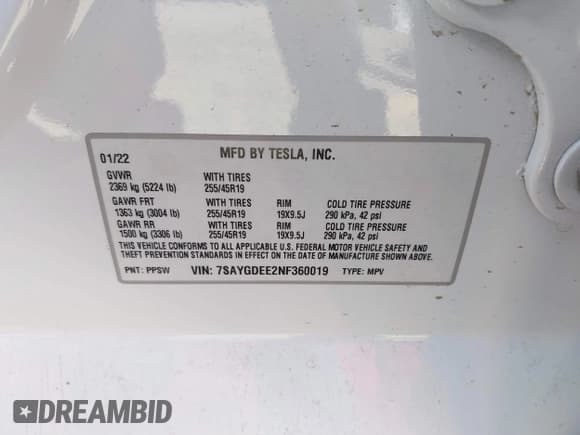 01/22 MFD BY TESLA, INC.
GVWR WITH TIRES
2369 kg (5224 lb) 255/45R19
GAWR FRT WITH TIRES RIM COLD TIRE PRESSURE
1363 kg (3004 lb) 255/45R19 19X9.5J 290 kPa, 42 psi
GAWR RR WITH TIRES RIM COLD TIRE PRESSURE
1500 kg (3306 lb) 255/45R19 19X9.5J 290 kPa, 42 psi
THIS VEHICLE CONFORMS TO ALL APPLICABLE U.S. FEDERAL MOTOR VEHICLE SAFETY AND
THEFT PREVENTION STANDARDS IN EFFECT ON THE DATE OF MANUFACTURE SHOWN ABOVE.
PNT: PPSW VIN: 7SAYGDEE2NF360019 TYPE: MPV
DREAMBID